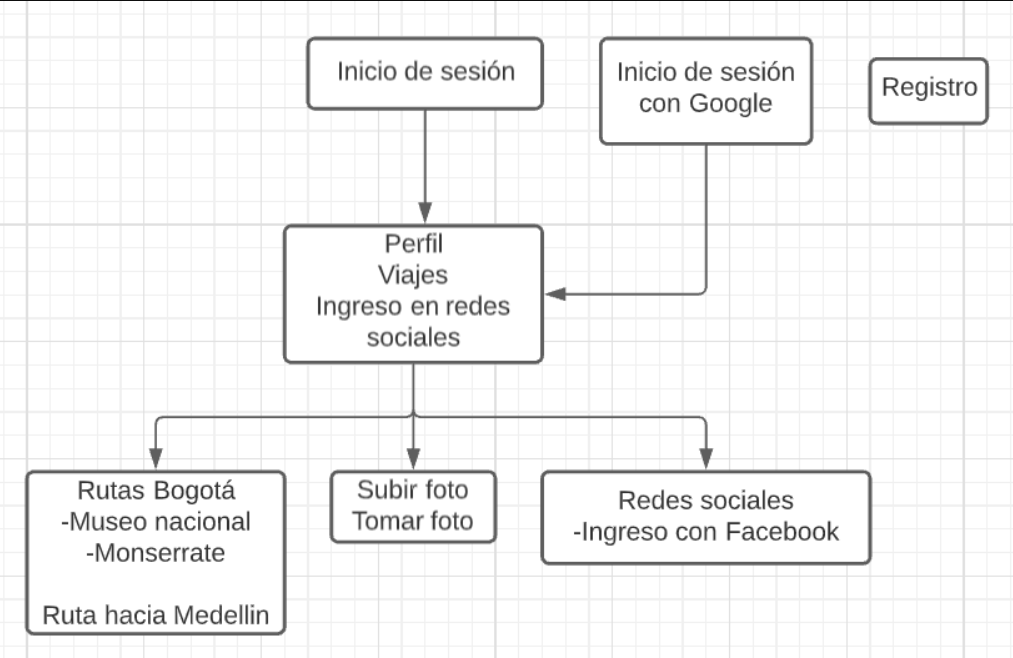 Inicio de sesión
Inicio de sesión
con Google
Registro
Perfil
Viajes
Ingreso en redes
sociales
Rutas Bogotá
-Museo nacional
-Monserrate
Ruta hacia Medellin
Subir foto
Tomar foto
Redes sociales
-Ingreso con Facebook